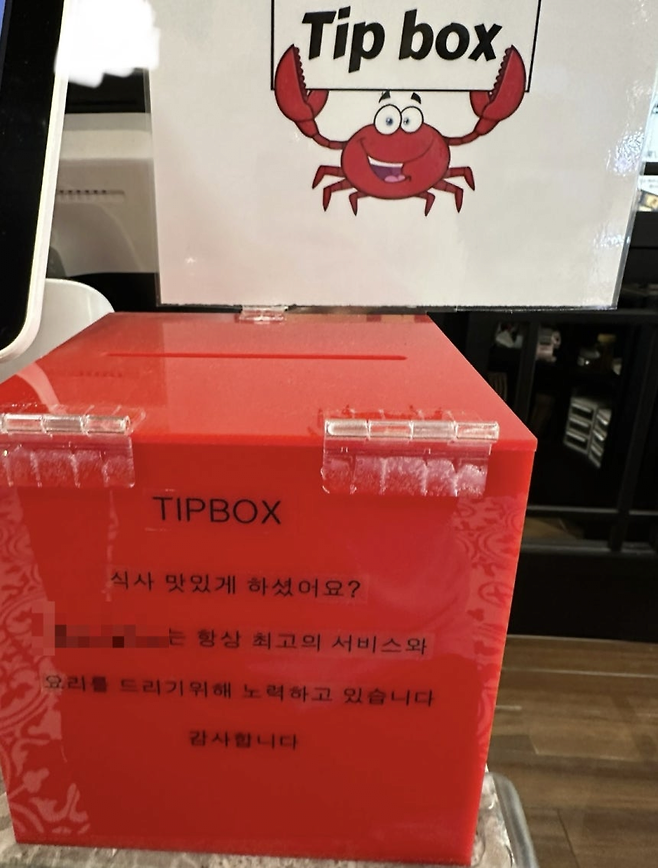 Tip box
TIPBOX
식사 맛있게 하셨어요?
는 항상 최고의 서비스와
요리를 드리기위해 노력하고 있습니다
감사합니다